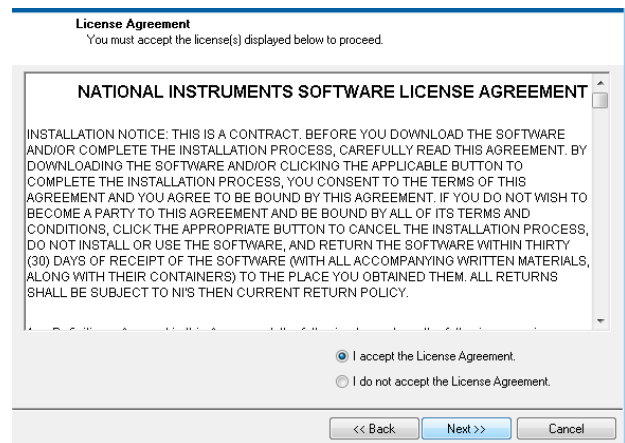 License Agreement
You must accept the license(s) displayed below to proceed.
NATIONAL INSTRUMENTS SOFTWARE LICENSE AGREEMENT
INSTALLATION NOTICE: THIS IS A CONTRACT. BEFORE YOU DOWNLOAD THE SOFTWARE
AND/OR COMPLETE THE INSTALLATION PROCESS, CAREFULLY READ THIS AGREEMENT. BY
DOWNLOADING THE SOFTWARE AND/OR CLICKING THE APPLICABLE BUTTON TO
COMPLETE THE INSTALLATION PROCESS, YOU CONSENT TO THE TERMS OF THIS
AGREEMENT AND YOU AGREE TO BE BOUND BY THIS AGREEMENT. IF YOU DO NOT WISH TO
BECOME A PARTY TO THIS AGREEMENT AND BE BOUND BY ALL OF ITS TERMS AND
CONDITIONS, CLICK THE APPROPRIATE BUTTON TO CANCEL THE INSTALLATION PROCESS,
DO NOT INSTALL OR USE THE SOFTWARE, AND RETURN THE SOFTWARE WITHIN THIRTY
(30) DAYS OF RECEIPT OF THE SOFTWARE (WITH ALL ACCOMPANYING WRITTEN MATERIALS,
ALONG WITH THEIR CONTAINERS) TO THE PLACE YOU OBTAINED THEM. ALL RETURNS
SHALL BE SUBJECT TO NI'S THEN CURRENT RETURN POLICY.
I accept the License Agreement.
I do not accept the License Agreement.
<< Back
Next >>
Cancel